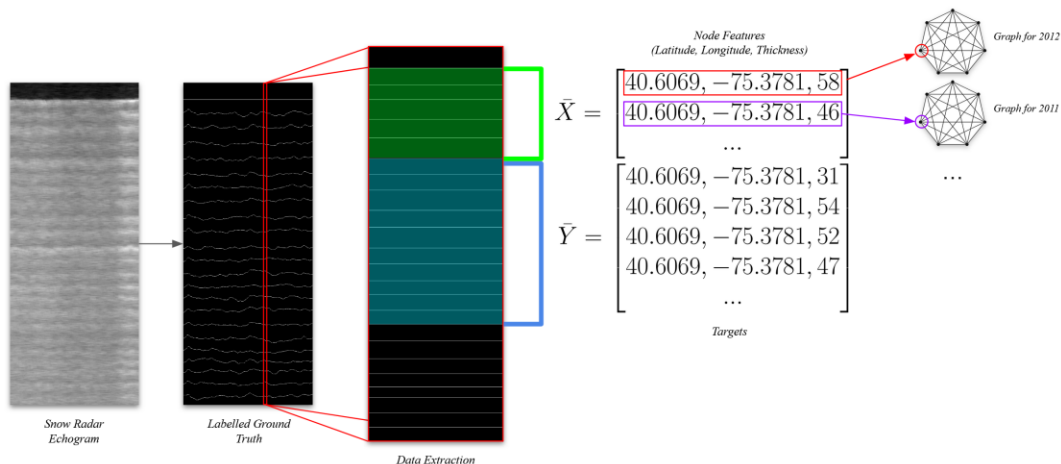 Snow Radar
Echogram
Labelled Ground
Truth
Data Extraction
Node Features
(Latitude, Longitude, Thickness)
X̄ =
40.6069, −75.3781, 58
40.6069, −75.3781, 46
...
Ȳ =
40.6069, −75.3781, 31
40.6069, −75.3781, 54
40.6069, −75.3781, 52
40.6069, −75.3781, 47
...
Targets
Graph for 2012
Graph for 2011
...